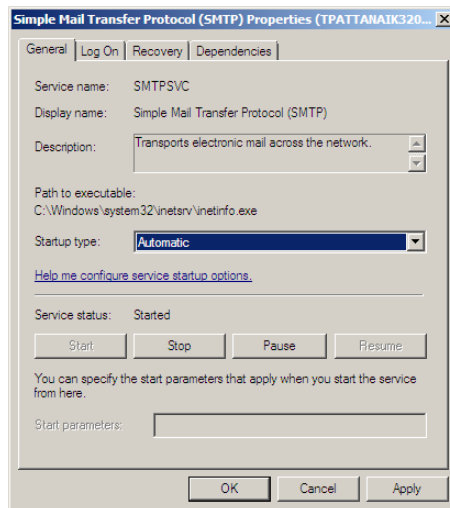 Simple Mail Transfer Protocol (SMTP) Properties (TPATTANAIK320...
General Log On Recovery Dependencies
Service name: SMTPSVC
Display name: Simple Mail Transfer Protocol (SMTP)
Description: Transports electronic mail across the network.
Path to executable:
C:\Windows\system32\inetsrv\inetinfo.exe
Startup type: Automatic
Help me configure service startup options.
Service status: Started
Start Stop Pause Resume
You can specify the start parameters that apply when you start the service
from here.
Start parameters:
OK Cancel Apply